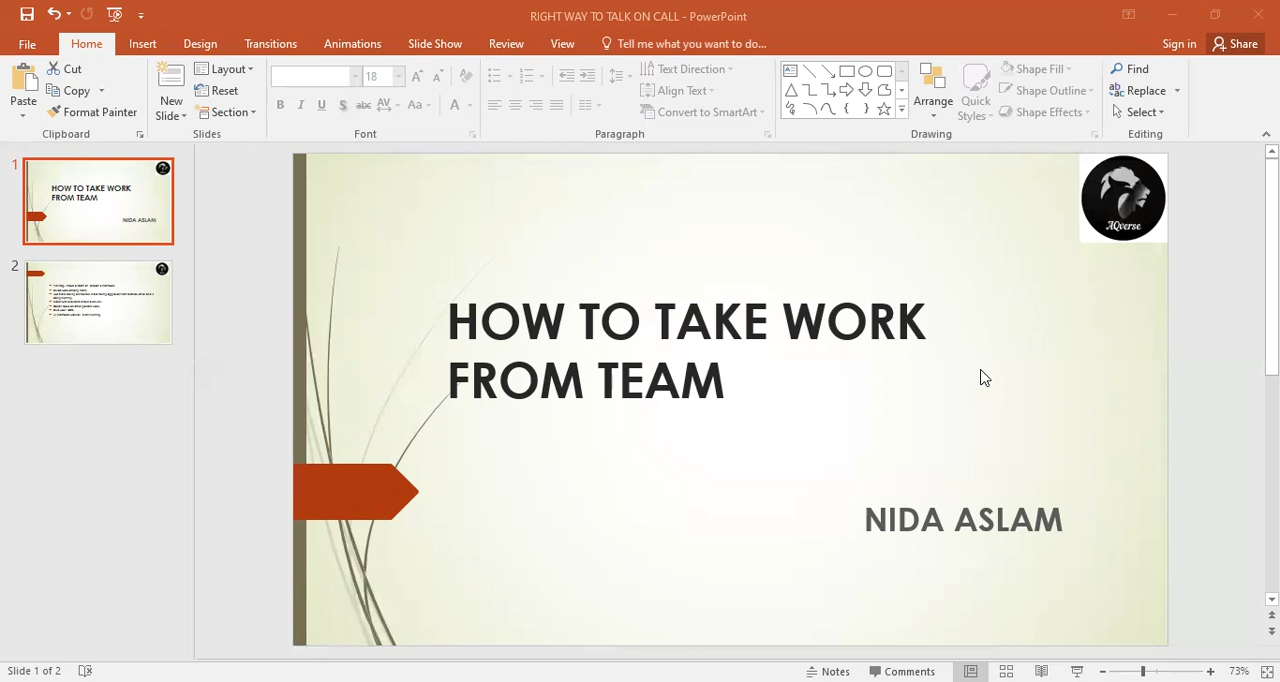 RIGHT WAY TO TALK ON CALL - PowerPoint
File Home Insert Design Transitions Animations Slide Show Review View Tell me what you want to do... Sign in Share
Paste
Cut
Copy
Format Painter
Clipboard
New Slide
Layout
Reset
Section
Slides
18
B I U S abc AV Aa A
Font
Text Direction
Align Text
Convert to SmartArt
Paragraph
Arrange
Quick Styles
Shape Fill
Shape Outline
Shape Effects
Drawing
Find
Replace
Select
Editing
1
HOW TO TAKE WORK
FROM TEAM
NIDA ASLAM
2
AQverse
HOW TO TAKE WORK
FROM TEAM
NIDA ASLAM
Slide 1 of 2 Notes Comments 73%